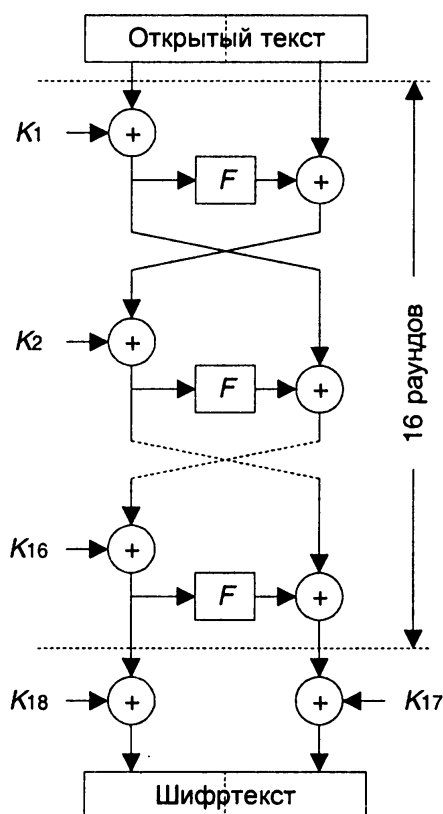 Открытый текст
K1
+
F
+
K2
+
F
+
16 раундов
K16
+
F
+
K18
+
+
K17
Шифртекст